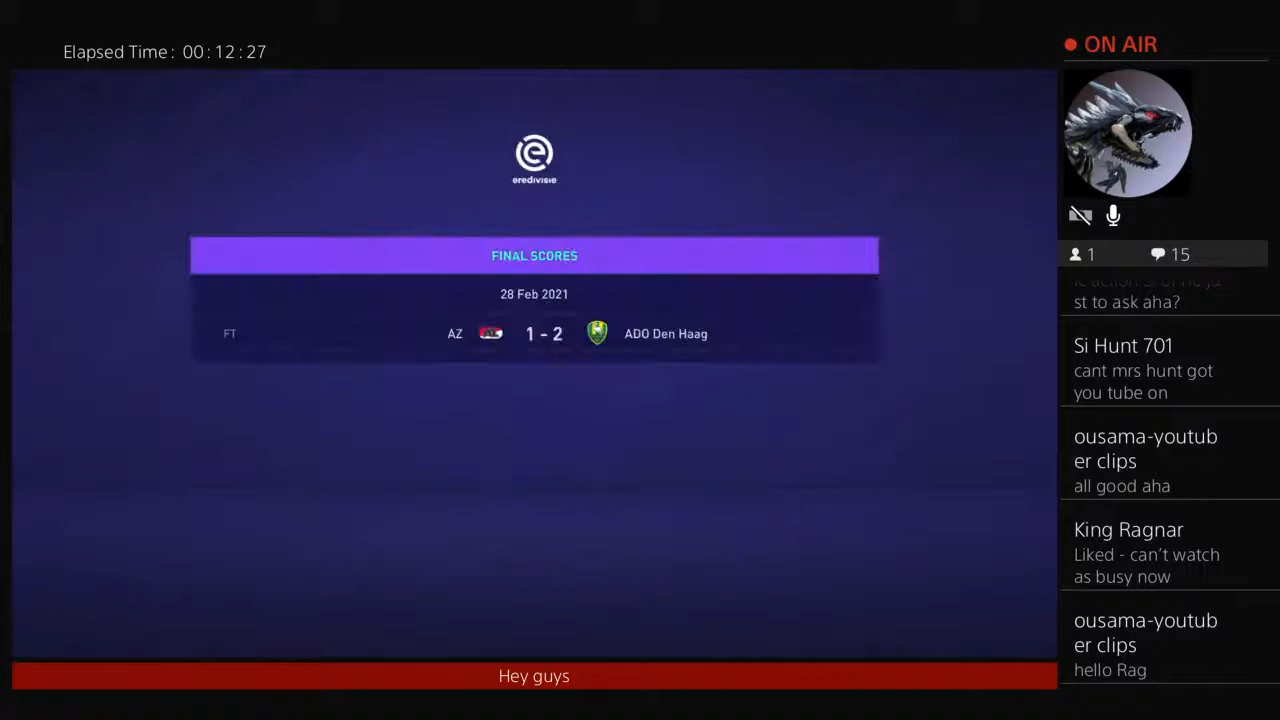 Elapsed Time: 00:12:27
ON AIR
eredivisie
1
15
FINAL SCORES
28 Feb 2021
FT AZ 1 - 2 ADO Den Haag
st to ask aha?
Si Hunt 701
cant mrs hunt got
you tube on
ousama-youtub
er clips
all good aha
King Ragnar
Liked - can't watch
as busy now
ousama-youtub
er clips
hello Rag
Hey guys